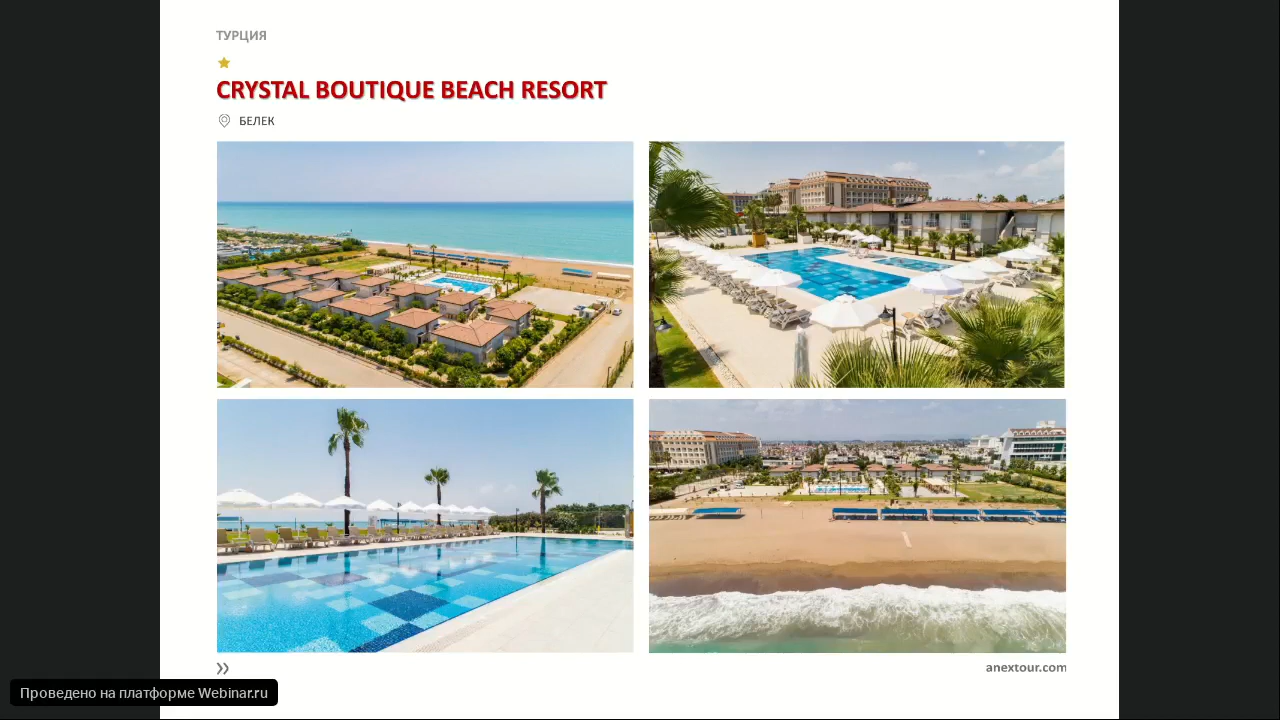 ТУРЦИЯ
CRYSTAL BOUTIQUE BEACH RESORT
БЕЛЕК
anextour.com
Проведено на платформе Webinar.ru